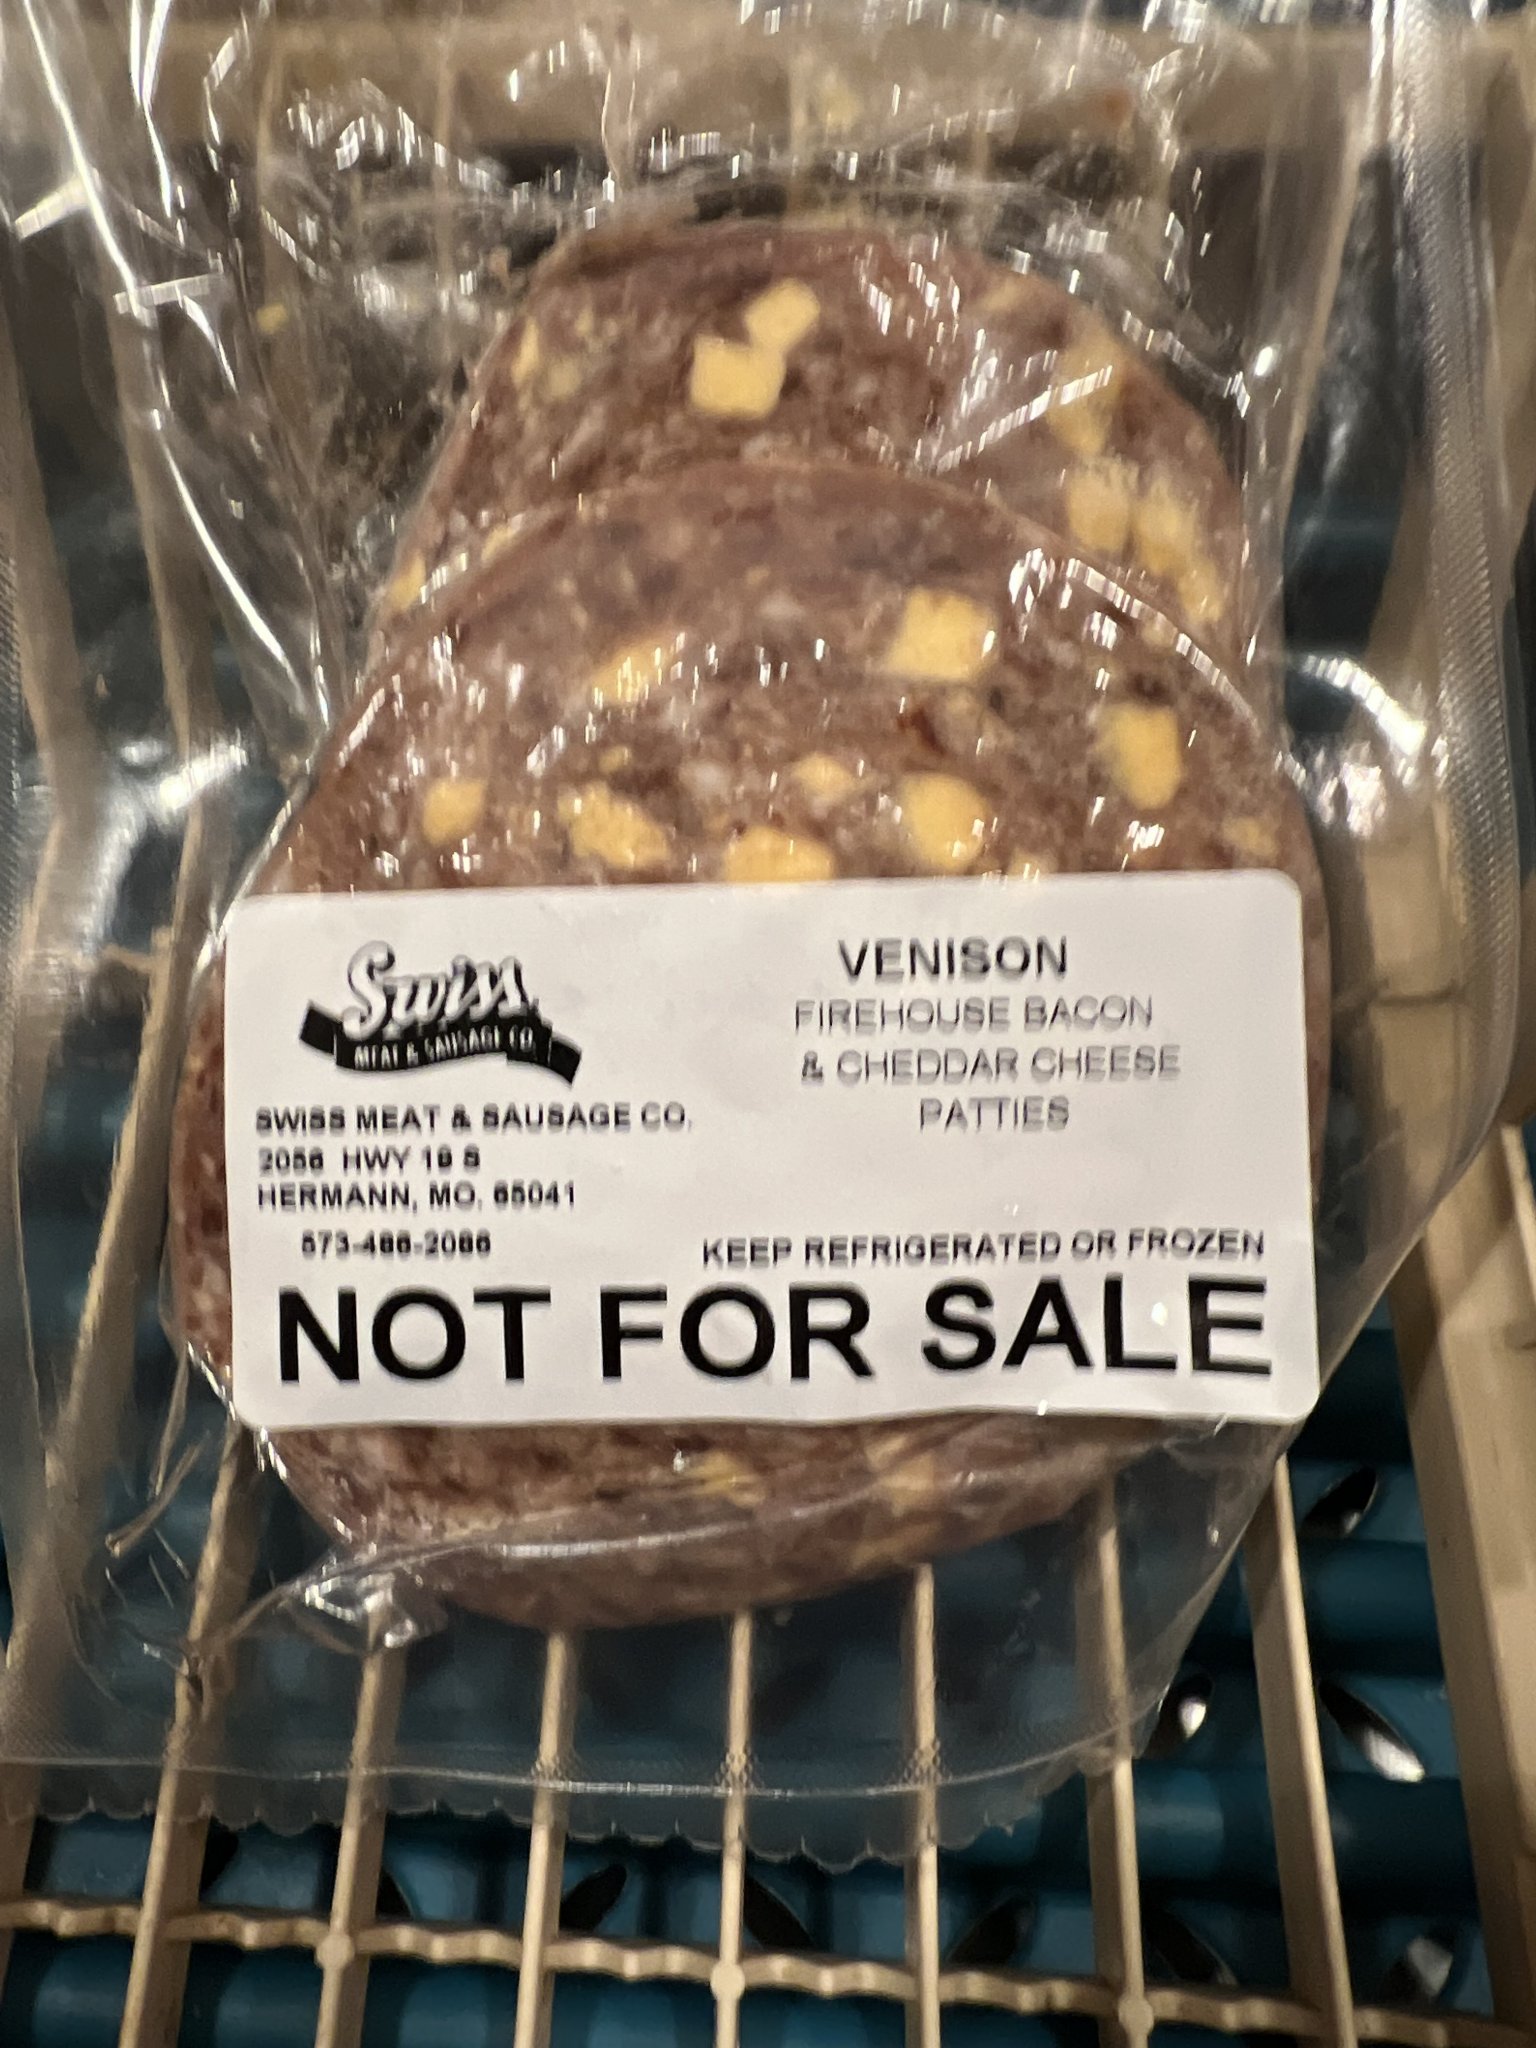 Swiss
MEAT & SAUSAGE CO.
VENISON
FIREHOUSE BACON
& CHEDDAR CHEESE
PATTIES
SWISS MEAT & SAUSAGE CO.
2056 HWY 19 S
HERMANN, MO. 65041
573-486-2086
KEEP REFRIGERATED OR FROZEN
NOT FOR SALE